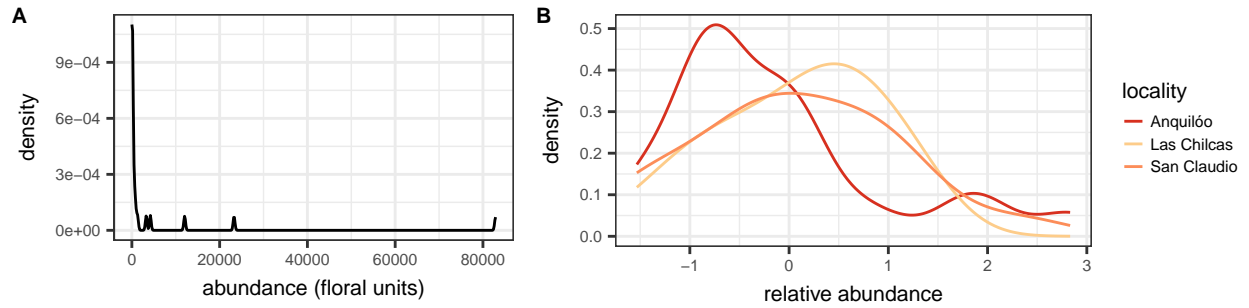 A
9e−04
6e−04
3e−04
0e+00
density
0 20000 40000 60000 80000
abundance (floral units)
B
0.5
0.4
0.3
0.2
0.1
0.0
density
−1 0 1 2 3
relative abundance
locality
Anquilóo
Las Chilcas
San Claudio